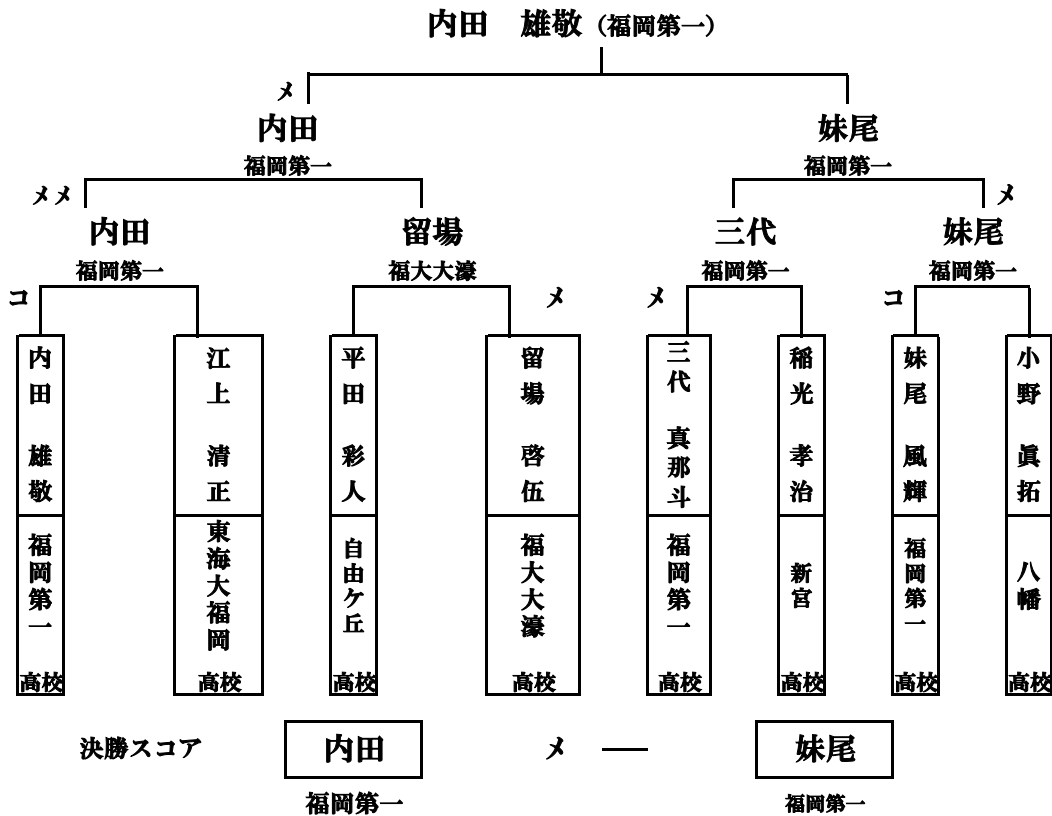 内田　雄敬（福岡第一）
メ
内田
福岡第一
妹尾
福岡第一
メメ
内田
福岡第一
留場
福大大濠
三代
福岡第一
メ
妹尾
福岡第一
コ
メ
メ
コ
内田　雄敬
福岡第一
高校
江上　清正
東海大福岡
高校
平田　彩人
自由ケ丘
高校
留場　啓伍
福大大濠
高校
三代　真那斗
福岡第一
高校
稲光　孝治
新宮
高校
妹尾　風輝
福岡第一
高校
小野　眞拓
八幡
高校
決勝スコア
内田
メ
―
妹尾
福岡第一
福岡第一